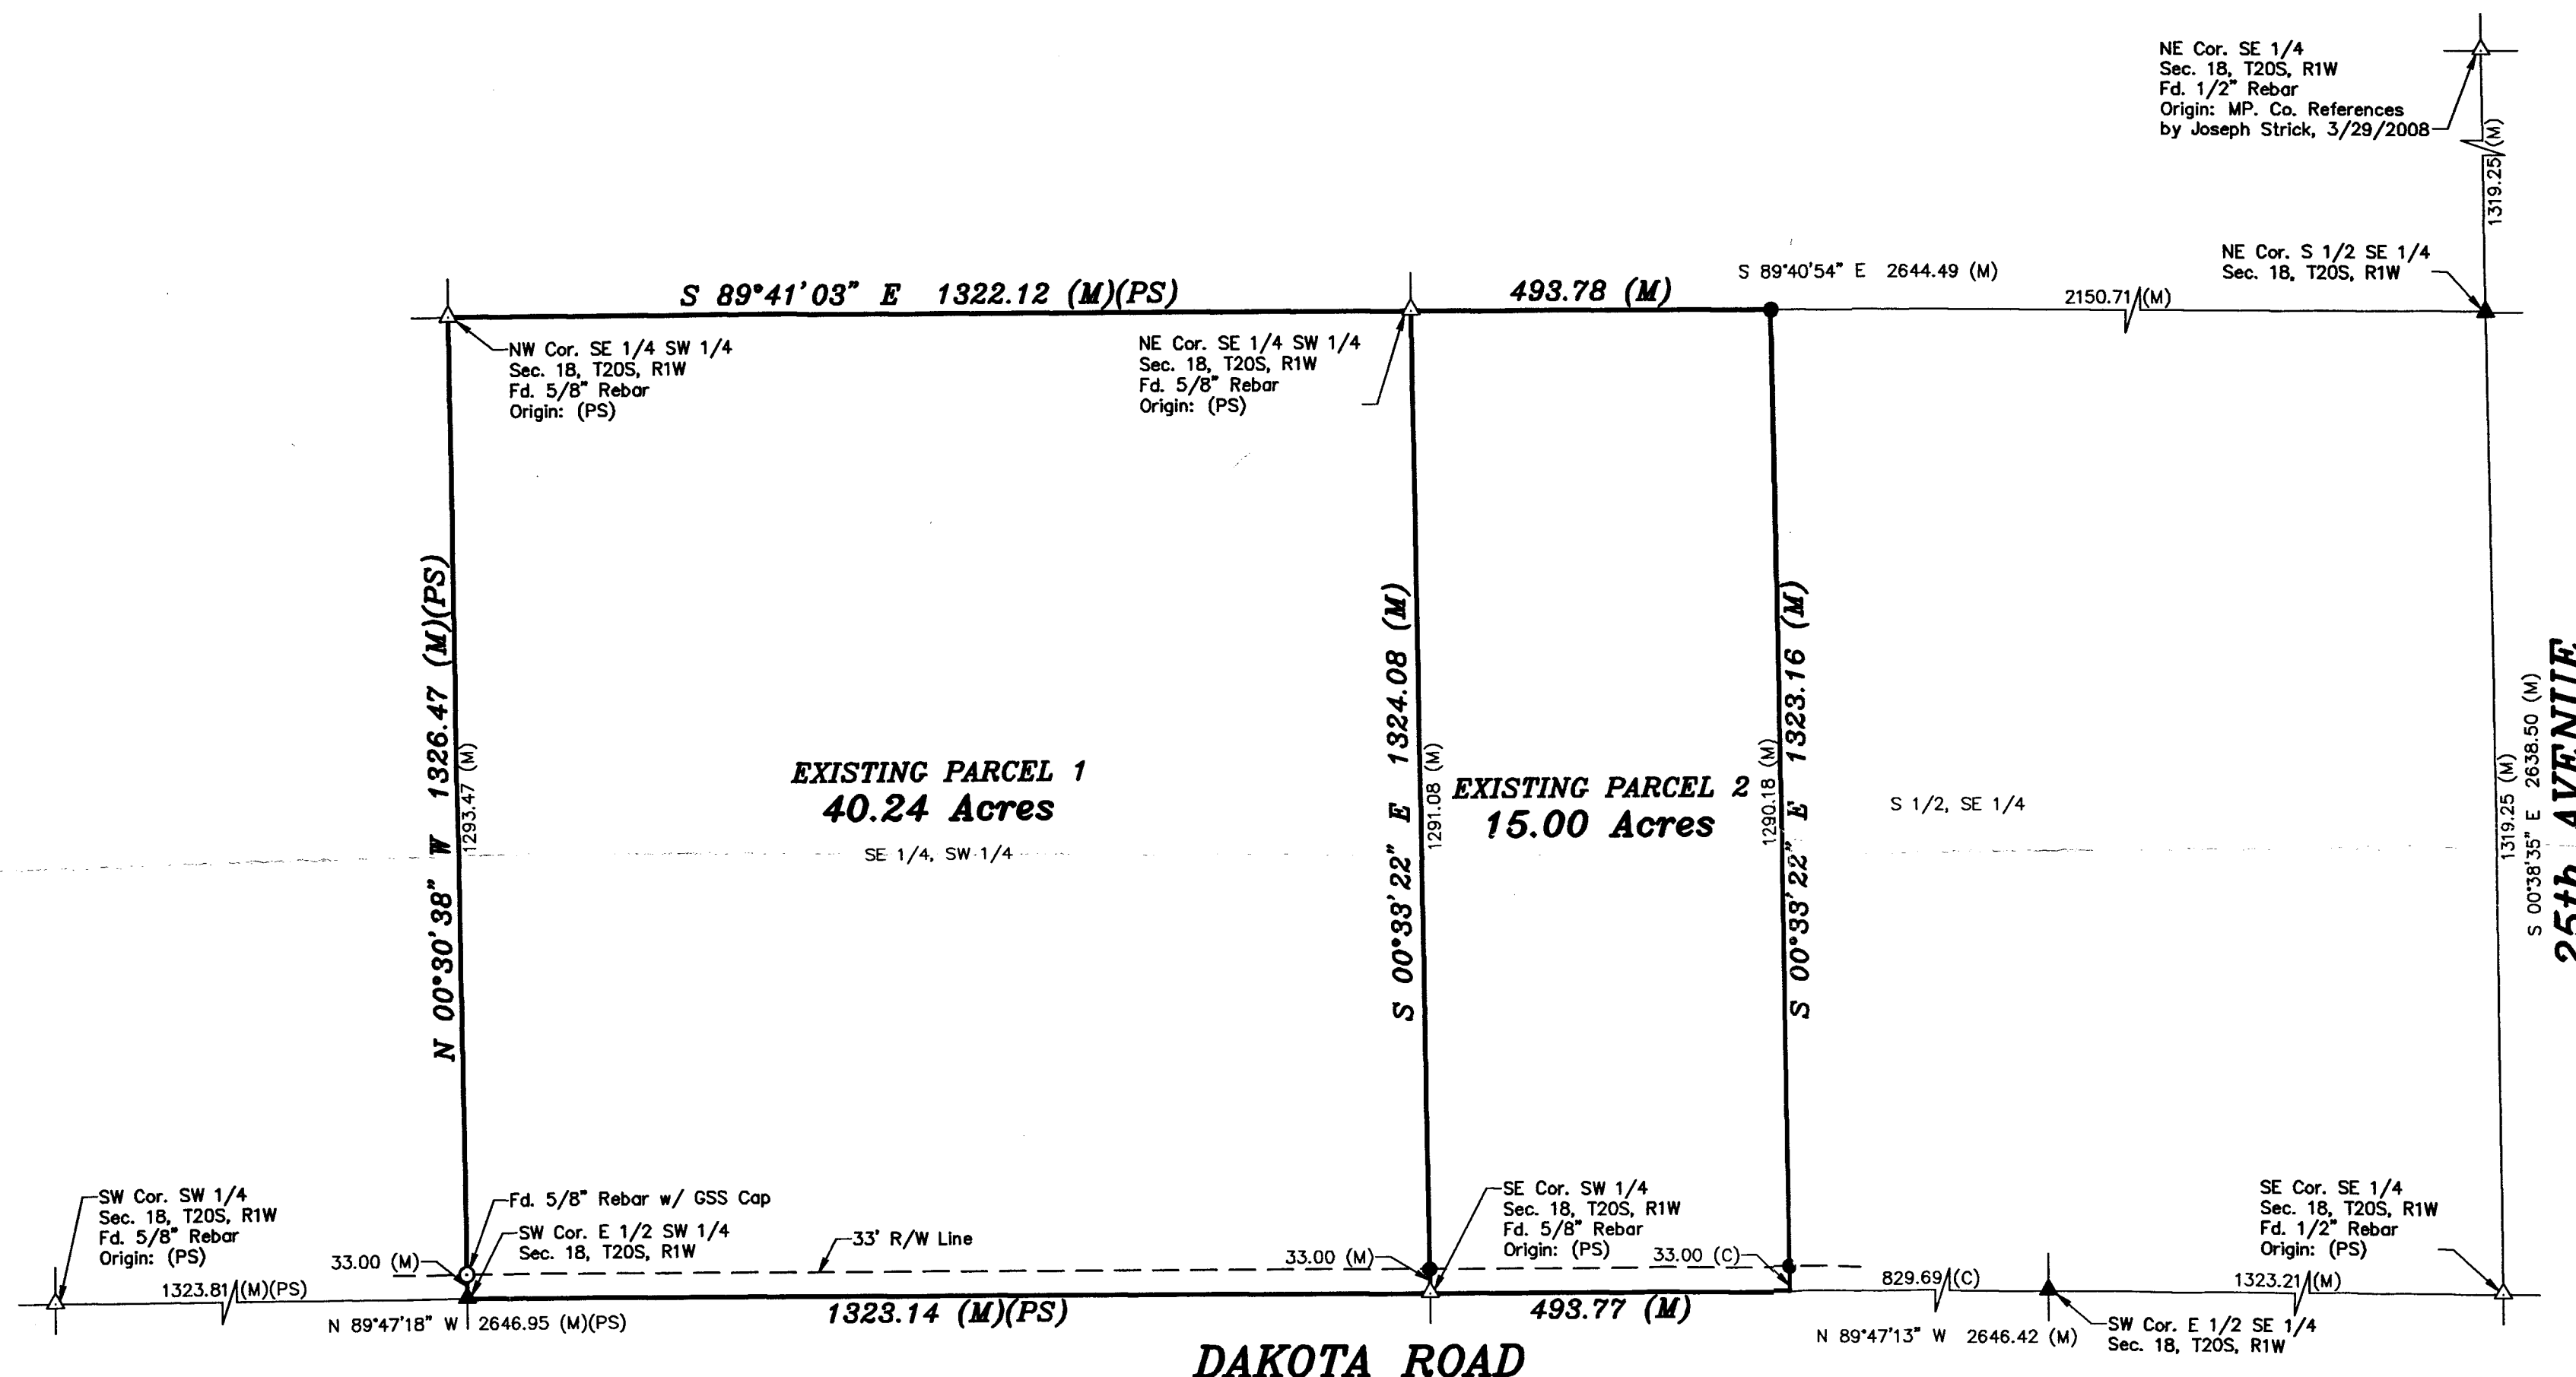 NE Cor. SE 1/4
Sec. 18, T20S, R1W
Fd. 1/2" Rebar
Origin: MP. Co. References
by Joseph Strick, 3/29/2008
1319.25 (M)
NE Cor. S 1/2 SE 1/4
Sec. 18, T20S, R1W
S 89°41'03" E 1322.12 (M)(PS)
493.78 (M)
S 89°40'54" E 2644.49 (M)
2150.71 (M)
NW Cor. SE 1/4 SW 1/4
Sec. 18, T20S, R1W
Fd. 5/8" Rebar
Origin: (PS)
NE Cor. SE 1/4 SW 1/4
Sec. 18, T20S, R1W
Fd. 5/8" Rebar
Origin: (PS)
N 00°30'38" W 1326.47 (M)(PS)
1293.47 (M)
EXISTING PARCEL 1
40.24 Acres
SE 1/4, SW 1/4
S 00°33'22" E 1324.08 (M)
1291.08 (M)
EXISTING PARCEL 2
15.00 Acres
1290.18 (M)
S 00°33'22" E 1323.16 (M)
S 1/2, SE 1/4
1319.25 (M)
S 00°38'35" E 2638.50 (M)
25th AVENUE
SW Cor. SW 1/4
Sec. 18, T20S, R1W
Fd. 5/8" Rebar
Origin: (PS)
Fd. 5/8" Rebar w/ GSS Cap
SW Cor. E 1/2 SW 1/4
Sec. 18, T20S, R1W
33' R/W Line
33.00 (M)
33.00 (M)
SE Cor. SW 1/4
Sec. 18, T20S, R1W
Fd. 5/8" Rebar
Origin: (PS)
33.00 (C)
SE Cor. SE 1/4
Sec. 18, T20S, R1W
Fd. 1/2" Rebar
Origin: (PS)
1323.81 (M)(PS)
N 89°47'18" W 2646.95 (M)(PS)
1323.14 (M)(PS)
493.77 (M)
829.69 (C)
1323.21 (M)
N 89°47'13" W 2646.42 (M)
SW Cor. E 1/2 SE 1/4
Sec. 18, T20S, R1W
DAKOTA ROAD